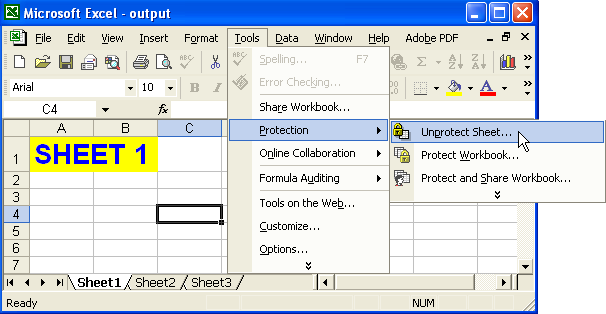 Microsoft Excel - output
File Edit View Insert Format Tools Data Window Help Adobe PDF
ABC
Arial 10 B
C4 fx
Spelling... F7
Error Checking...
Share Workbook...
Protection
Online Collaboration
Formula Auditing
Tools on the Web...
Customize...
Options...
Unprotect Sheet...
Protect Workbook...
Protect and Share Workbook...
A B C
1 SHEET 1
2
3
4
5
6
7
Sheet1 Sheet2 Sheet3
Ready NUM